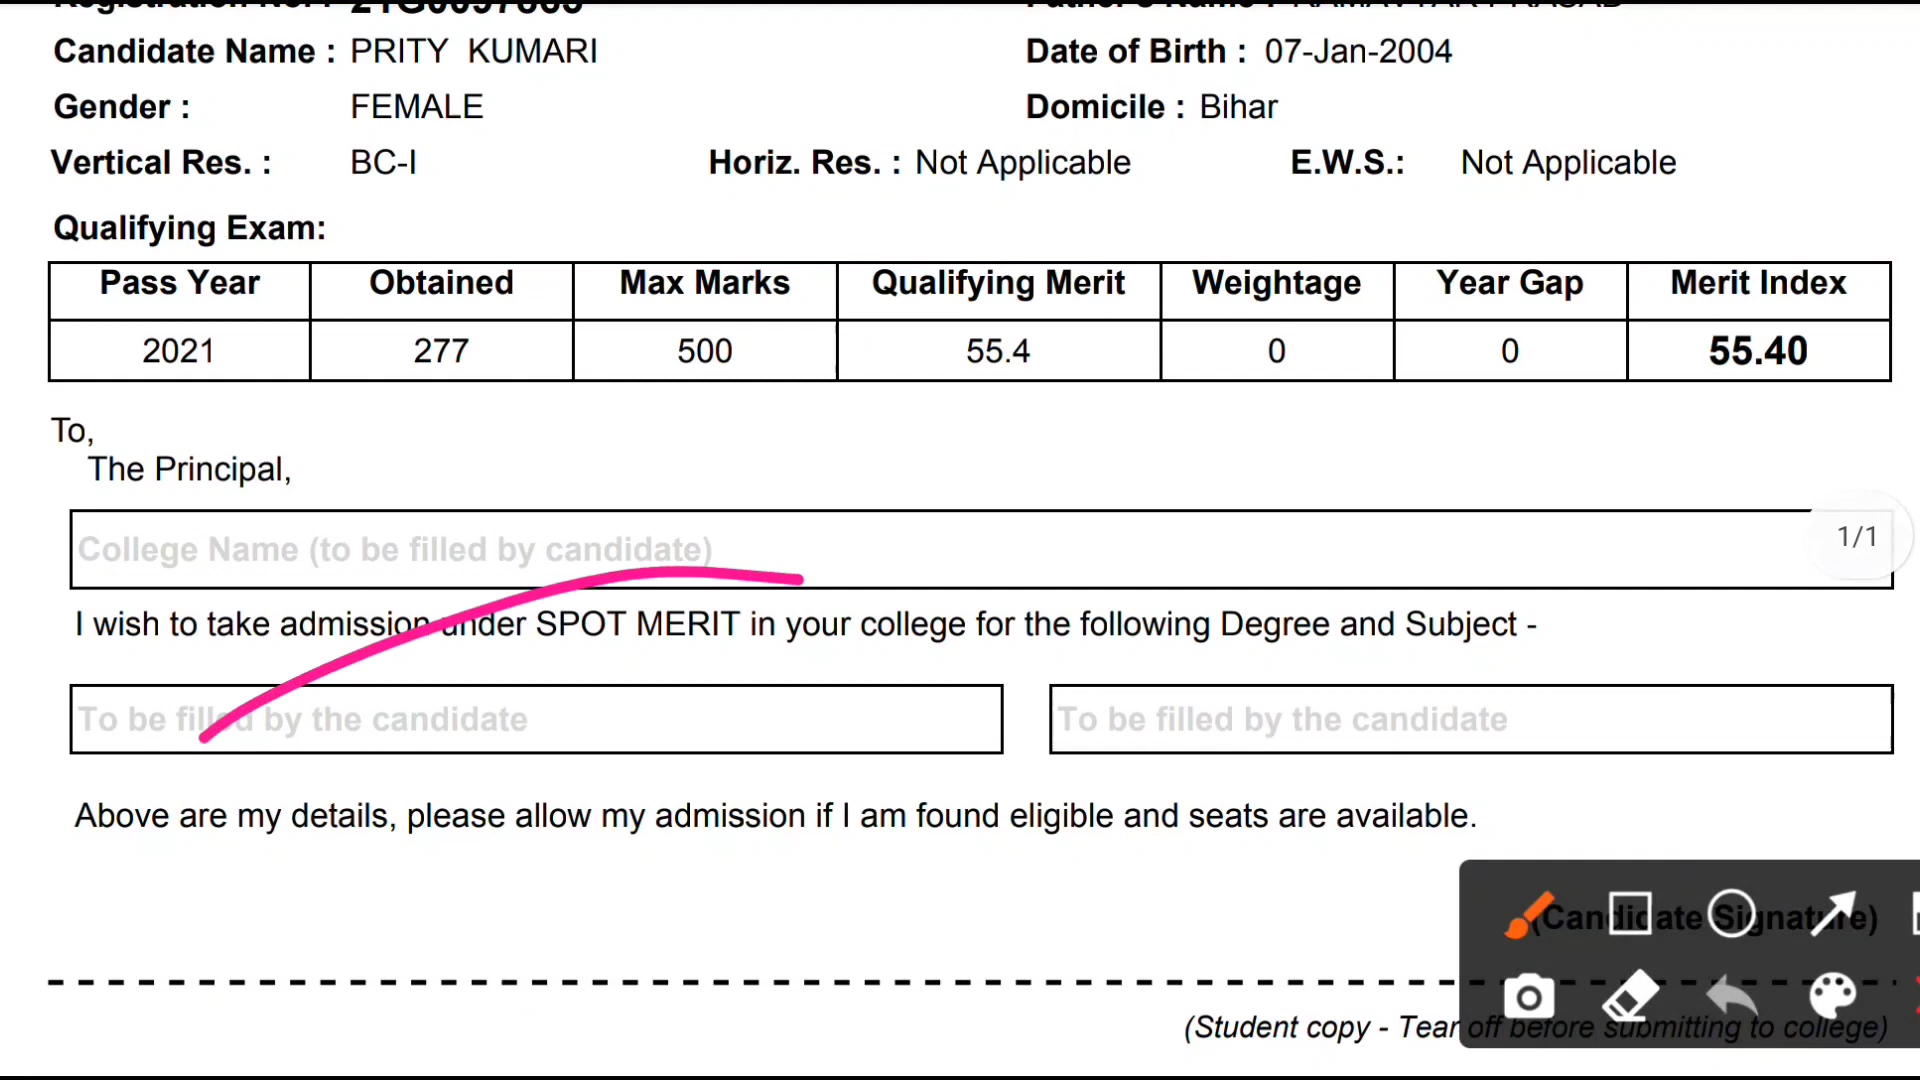 Candidate Name : PRITY KUMARI Date of Birth : 07-Jan-2004
Gender : FEMALE Domicile : Bihar
Vertical Res. : BC-I Horiz. Res. : Not Applicable E.W.S.: Not Applicable
Qualifying Exam:
Pass Year Obtained Max Marks Qualifying Merit Weightage Year Gap Merit Index
2021 277 500 55.4 0 0 55.40
To,
The Principal,
College Name (to be filled by candidate)
1/1
I wish to take admission under SPOT MERIT in your college for the following Degree and Subject -
To be filled by the candidate To be filled by the candidate
Above are my details, please allow my admission if I am found eligible and seats are available.
(Candidate Signature)
(Student copy - Tear off before submitting to college)